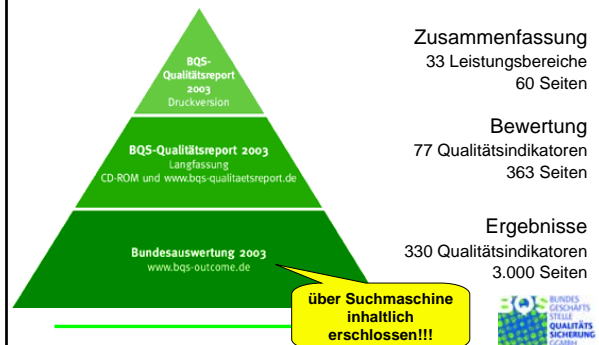 BQS-
Qualitätsreport
2003
Druckversion
Zusammenfassung
33 Leistungsbereiche
60 Seiten
BQS-Qualitätsreport 2003
Langfassung
CD-ROM und www.bqs-qualitaetsreport.de
Bewertung
77 Qualitätsindikatoren
363 Seiten
Bundesauswertung 2003
www.bqs-outcome.de
Ergebnisse
330 Qualitätsindikatoren
3.000 Seiten
über Suchmaschine
inhaltlich
erschlossen!!!
BQS
BUNDES
GESCHÄFTS
STELLE
QUALITÄTS
SICHERUNG
GGMBH